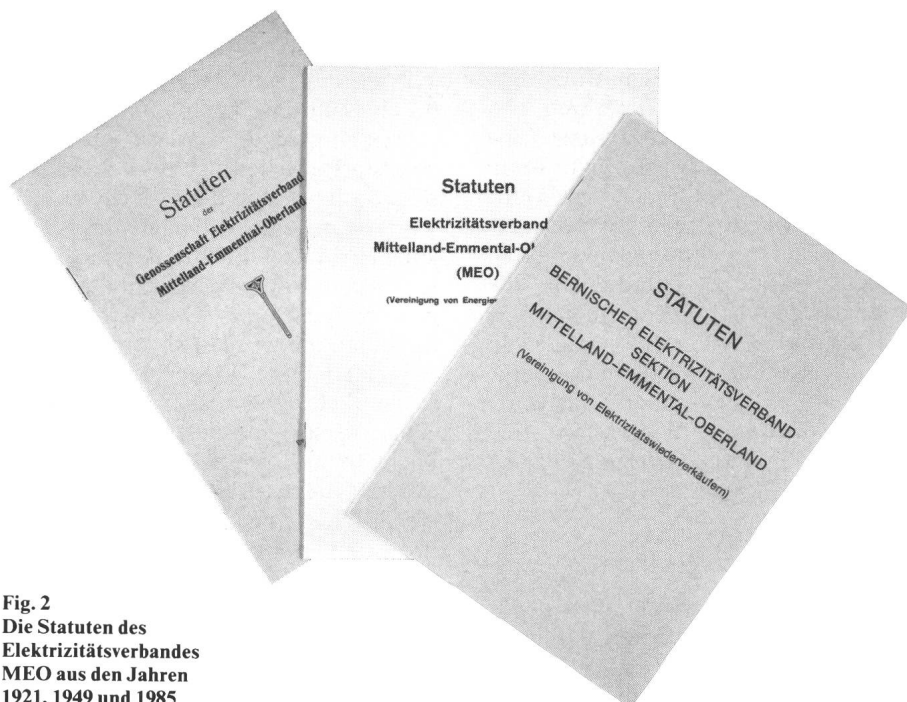 Statuten
der
Genossenschaft Elektrizitätsverband
Mittelland-Emmenthal-Oberland
Statuten
Elektrizitätsverband
Mittelland-Emmental-O
(MEO)
(Vereinigung von Energie
STATUTEN
BERNISCHER ELEKTRIZITÄTSVERBAND
SEKTION
MITTELLAND-EMMENTAL-OBERLAND
(Vereinigung von Elektrizitätswiederverkäufern)
Fig. 2
Die Statuten des
Elektrizitätsverbandes
MEO aus den Jahren
1921, 1949 und 1985